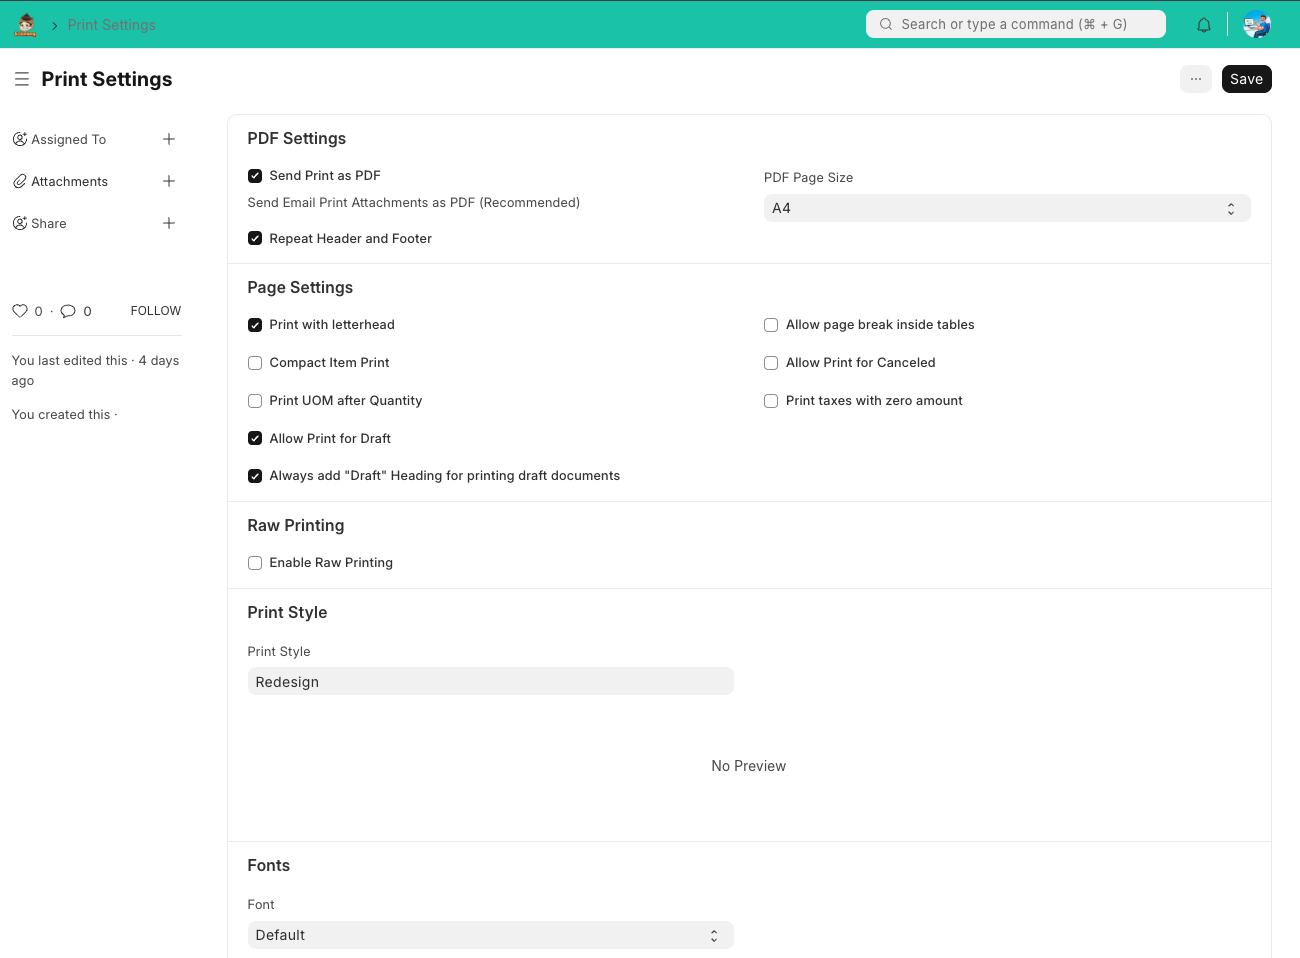 Print Settings
Search or type a command (⌘ + G)
Print Settings
···
Save
Assigned To
Attachments
Share
0 · 0
FOLLOW
You last edited this · 4 days
ago
You created this ·
PDF Settings
Send Print as PDF
Send Email Print Attachments as PDF (Recommended)
Repeat Header and Footer
PDF Page Size
A4
Page Settings
Print with letterhead
Compact Item Print
Print UOM after Quantity
Allow Print for Draft
Always add "Draft" Heading for printing draft documents
Allow page break inside tables
Allow Print for Canceled
Print taxes with zero amount
Raw Printing
Enable Raw Printing
Print Style
Print Style
Redesign
No Preview
Fonts
Font
Default